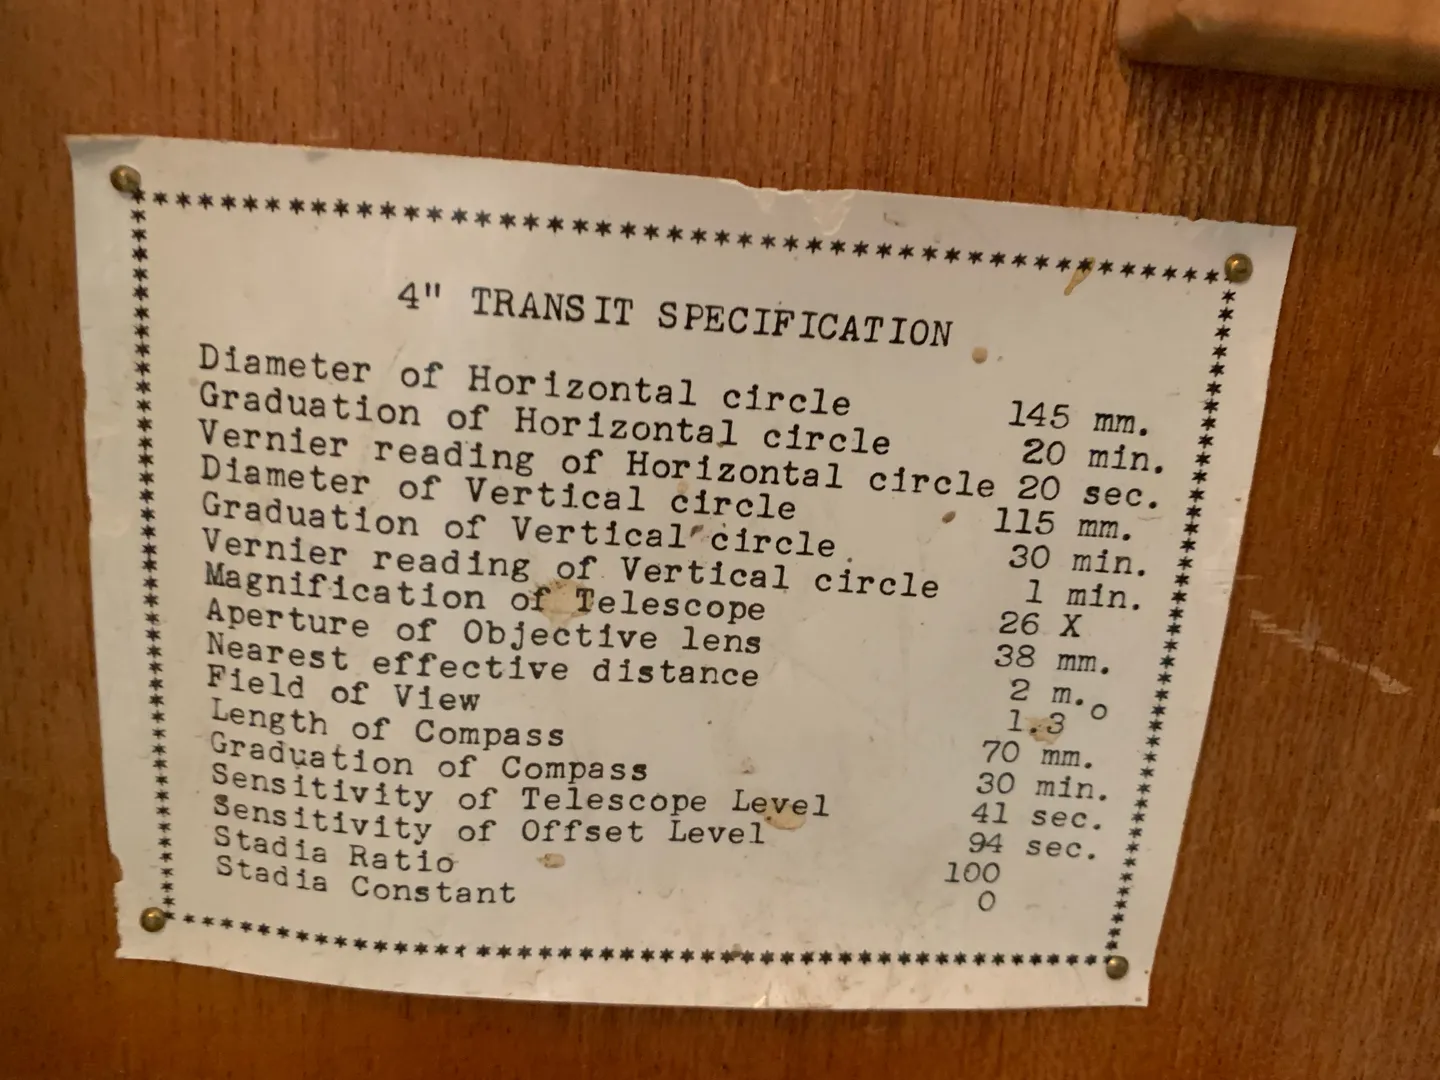 4" TRANSIT SPECIFICATION
Diameter of Horizontal circle 145 mm.
Graduation of Horizontal circle 20 min.
Vernier reading of Horizontal circle 20 sec.
Diameter of Vertical circle 115 mm.
Graduation of Vertical circle 30 min.
Vernier reading of Vertical circle 1 min.
Magnification of Telescope 26 X
Aperture of Objective lens 38 mm.
Nearest effective distance 2 m.
Field of View 1.3°
Length of Compass 70 mm.
Graduation of Compass 30 min.
Sensitivity of Telescope Level 41 sec.
Sensitivity of Offset Level 94 sec.
Stadia Ratio 100
Stadia Constant 0